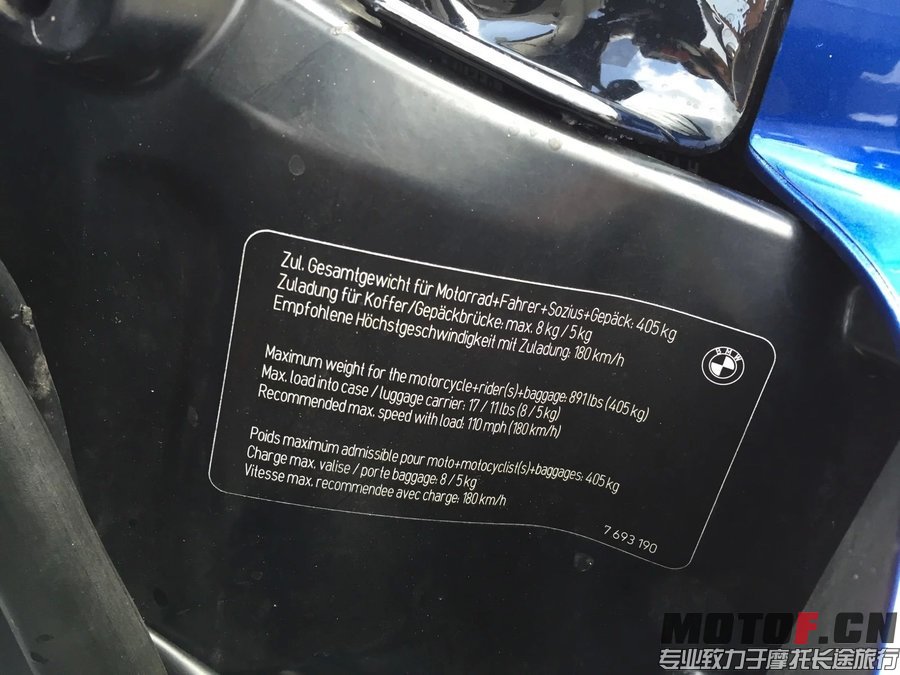 Zul. Gesamtgewicht für Motorrad+Fahrer+Sozius+Gepäck: 405 kg
Zuladung für Koffer/Gepäckbrücke: max. 8 kg / 5 kg
Empfohlene Höchstgeschwindigkeit mit Zuladung: 180 km/h
BMW
Maximum weight for the motorcycle+rider(s)+baggage: 891 lbs (405 kg)
Max. load into case / luggage carrier: 17 / 11 lbs (8 / 5 kg)
Recommended max. speed with load: 110 mph (180 km/h)
Poids maximum admissible pour moto+motocyclist(s)+baggages: 405 kg
Charge max. valise / porte baggage: 8 / 5 kg
Vitesse max. recommendee avec charge: 180 km/h
7 693 190
MOTOF.CN
专业致力于摩托长途旅行